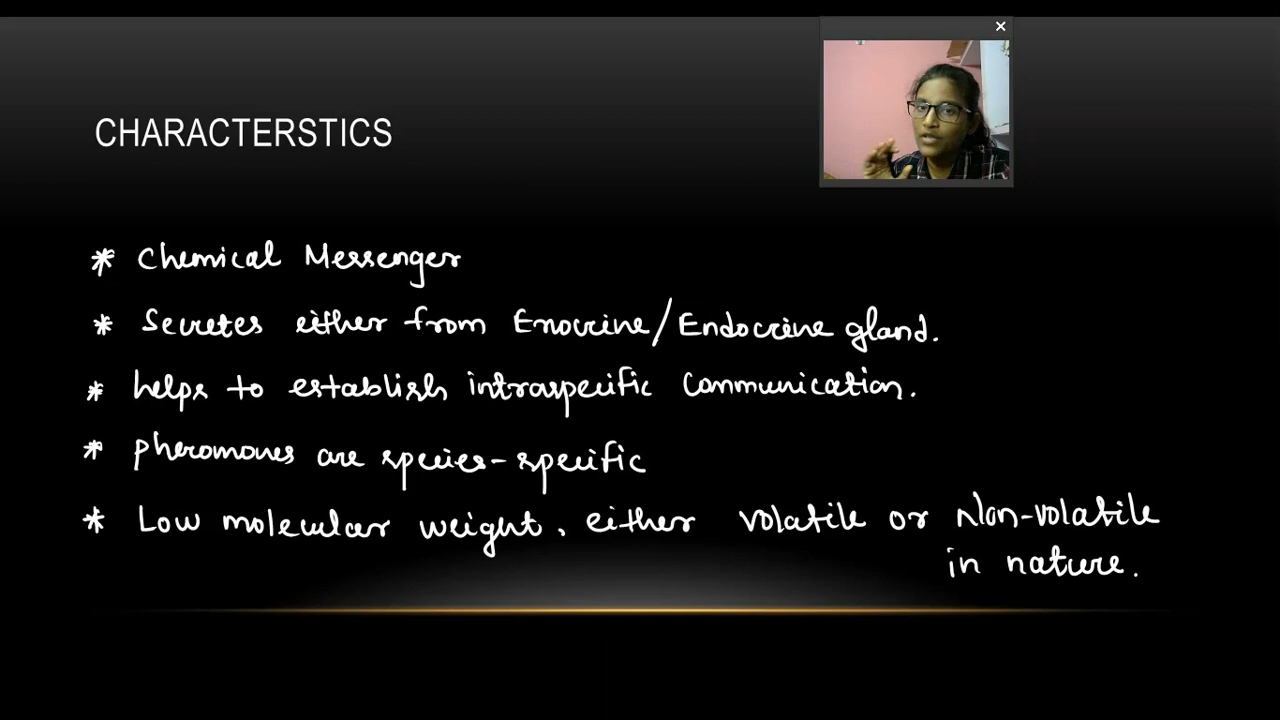 CHARACTERSTICS
* Chemical Messenger
* Secretes either from Exocrine/Endocrine gland.
* helps to establish intraspecific communication.
* Pheromones are species-specific
* Low molecular weight, either volatile or Non-volatile
in nature.